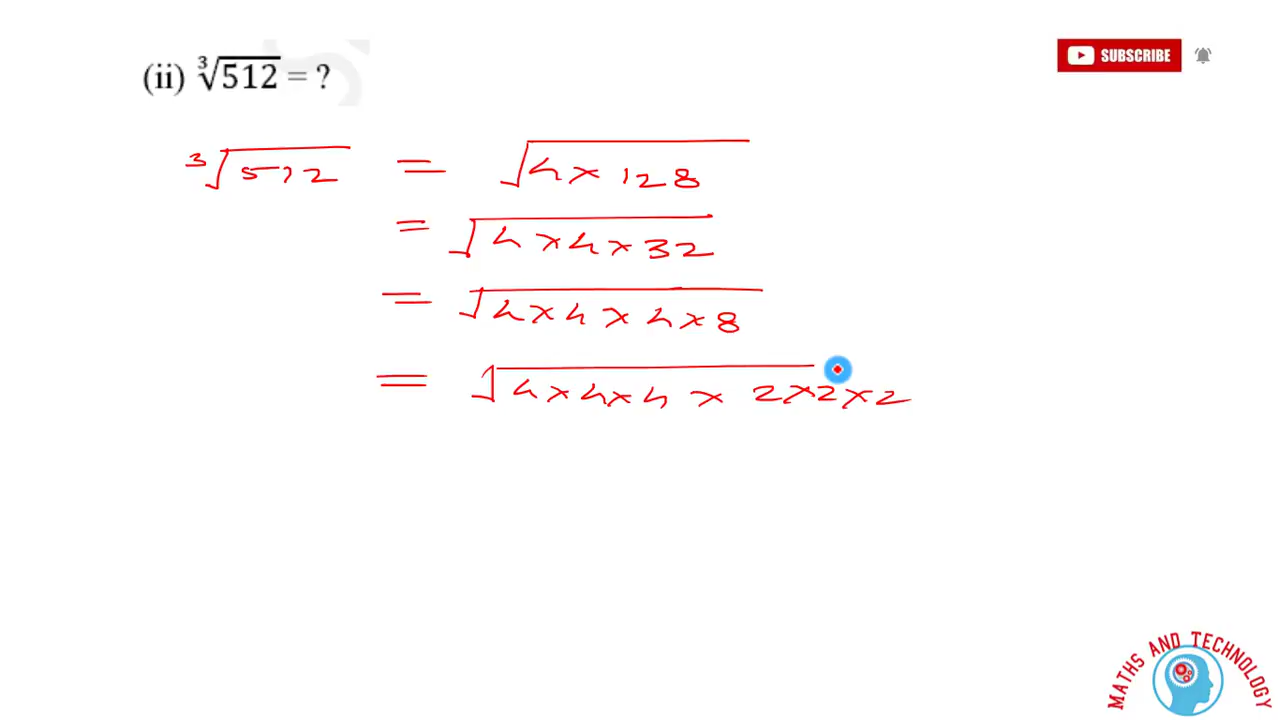 (ii) ∛512 = ?
SUBSCRIBE
∛512 = √4 × 128
= √4 × 4 × 32
= √4 × 4 × 4 × 8
= √4 × 4 × 4 × 2 × 2 × 2
MATHS AND TECHNOLOGY